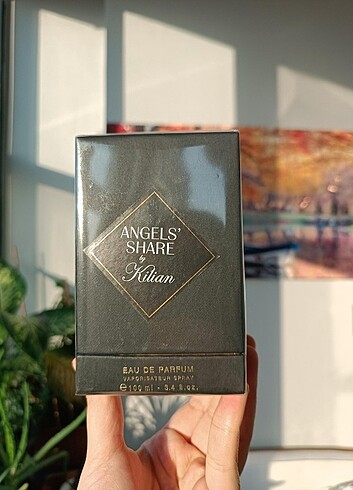 ANGELS'
SHARE
by
Kilian
EAU DE PARFUM
VAPORISATEUR SPRAY
℮ 100 ml - 3.4 fl.oz.